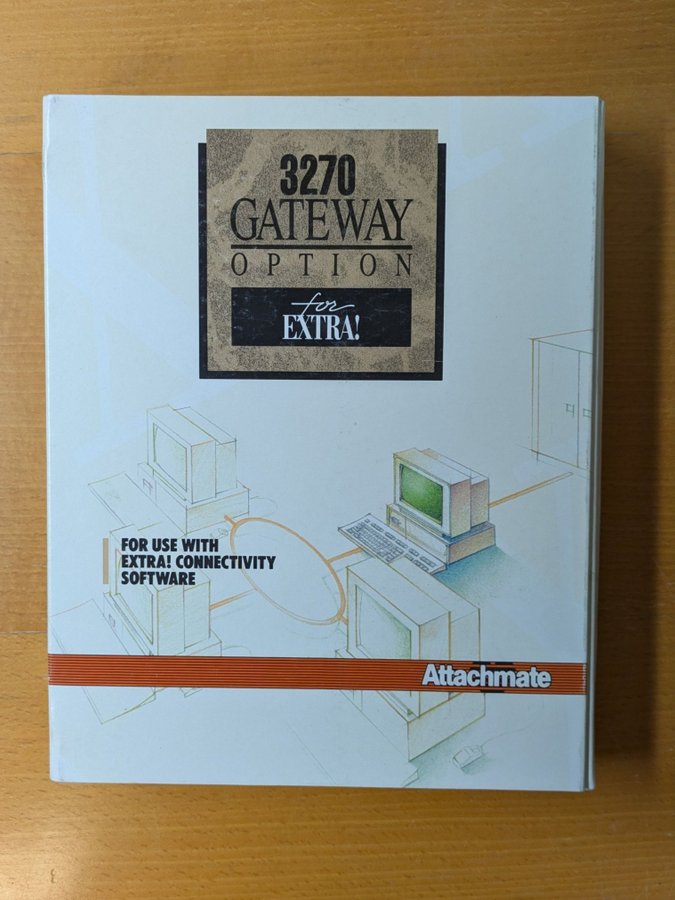 3270
GATEWAY
OPTION
for
EXTRA!
FOR USE WITH
EXTRA! CONNECTIVITY
SOFTWARE
Attachmate